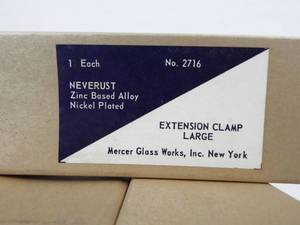 1 Each No. 2716
NEVERUST
Zinc Based Alloy
Nickel Plated
EXTENSION CLAMP
LARGE
Mercer Glass Works, Inc. New York